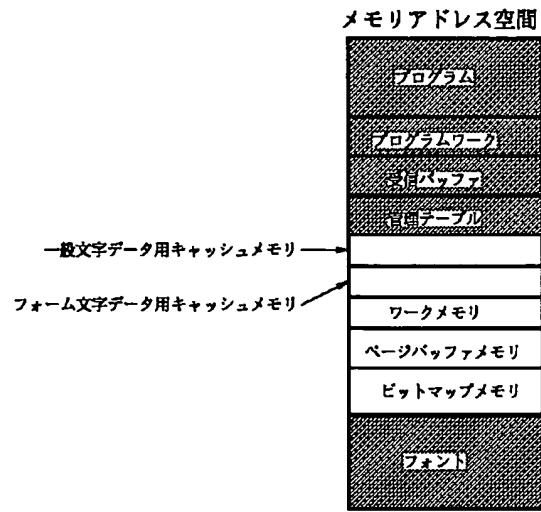 メモリアドレス空間
プログラム
プログラムワーク
受信バッファ
管理テーブル
一般文字データ用キャッシュメモリ
フォーム文字データ用キャッシュメモリ
ワークメモリ
ページバッファメモリ
ビットマップメモリ
フォント